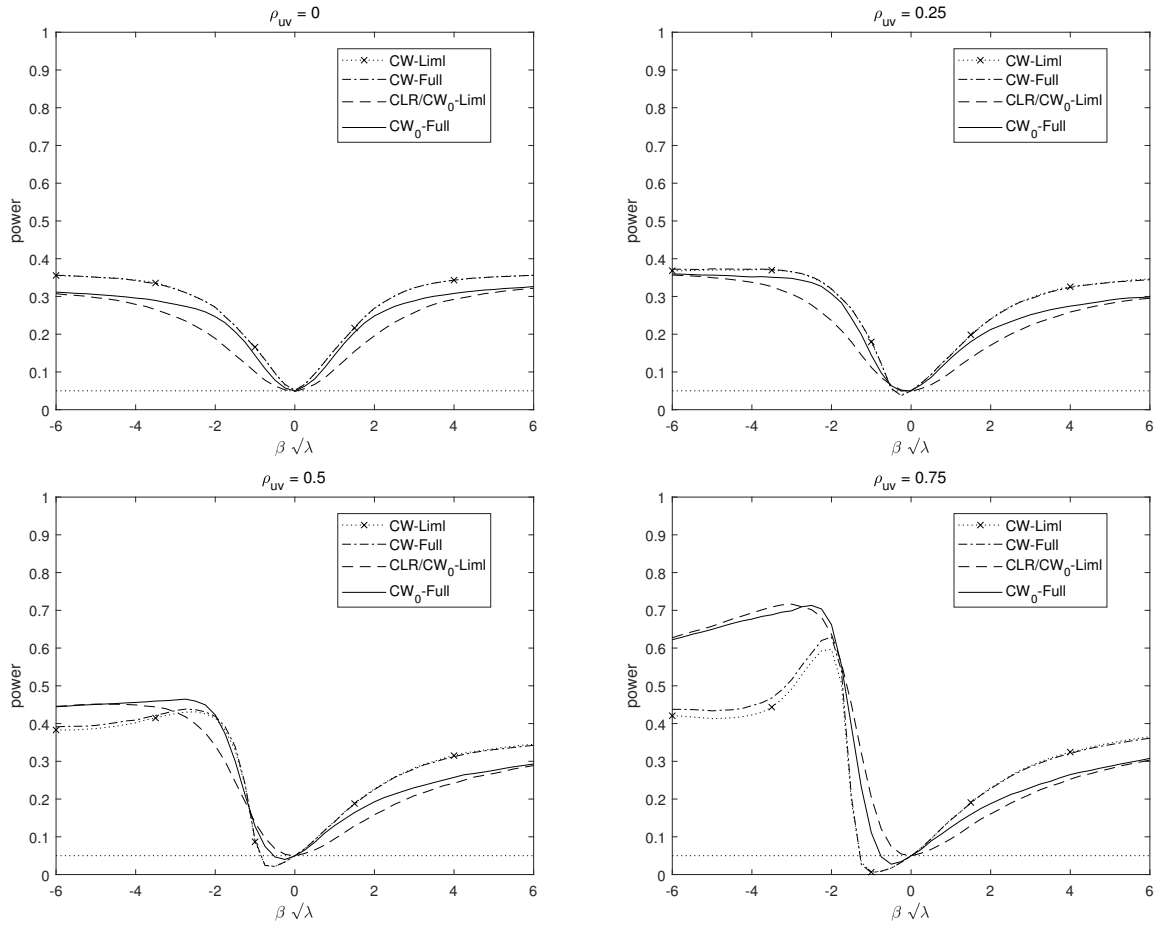 ρuv = 0
1
0.9
0.8
0.7
0.6
0.5
0.4
0.3
0.2
0.1
0
power
-6 -4 -2 0 2 4 6
β √λ
CW-Liml
CW-Full
CLR/CW0-Liml
CW0-Full
ρuv = 0.25
1
0.9
0.8
0.7
0.6
0.5
0.4
0.3
0.2
0.1
0
power
-6 -4 -2 0 2 4 6
β √λ
CW-Liml
CW-Full
CLR/CW0-Liml
CW0-Full
ρuv = 0.5
1
0.9
0.8
0.7
0.6
0.5
0.4
0.3
0.2
0.1
0
power
-6 -4 -2 0 2 4 6
β √λ
CW-Liml
CW-Full
CLR/CW0-Liml
CW0-Full
ρuv = 0.75
1
0.9
0.8
0.7
0.6
0.5
0.4
0.3
0.2
0.1
0
power
-6 -4 -2 0 2 4 6
β √λ
CW-Liml
CW-Full
CLR/CW0-Liml
CW0-Full